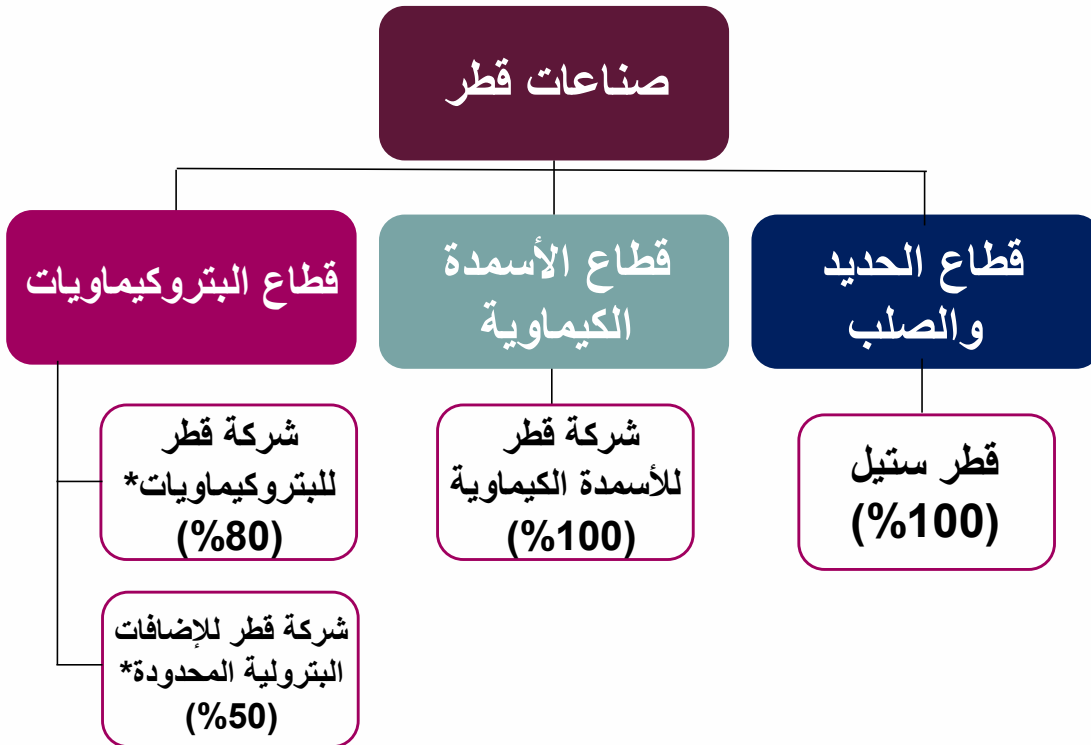 صناعات قطر
قطاع الحديد
والصلب
قطاع الأسمدة
الكيماوية
قطاع البتروكيماويات
قطر ستيل
(%100)
شركة قطر
للأسمدة الكيماوية
(%100)
شركة قطر
للبتروكيماويات*
(%80)
شركة قطر للإضافات
البترولية المحدودة*
(%50)